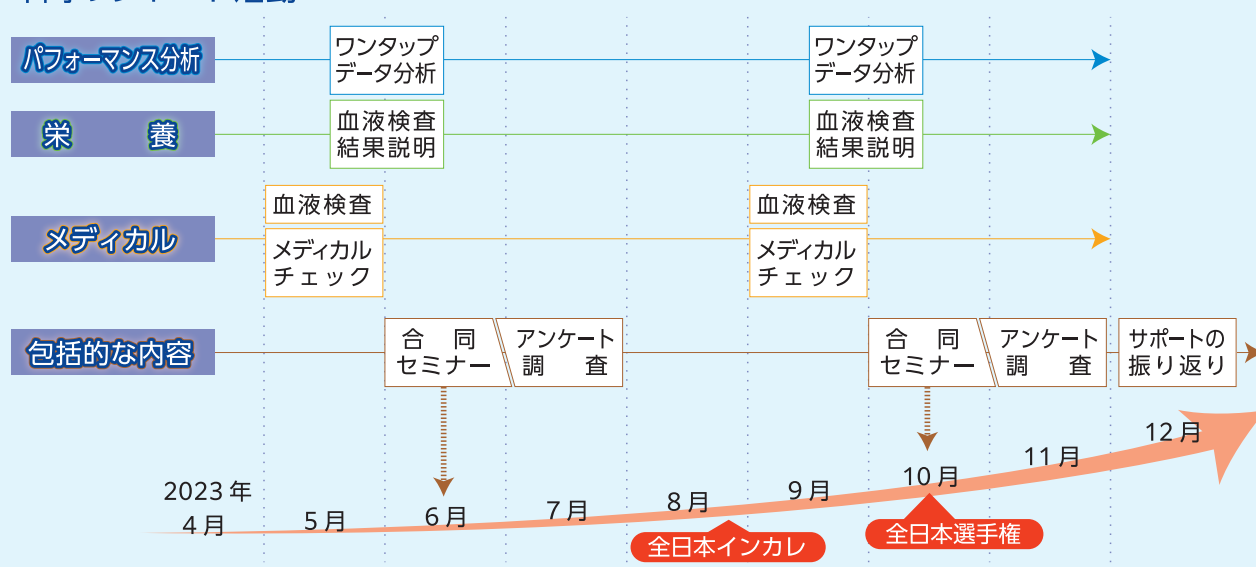 パフォーマンス分析
ワンタップ
データ分析
ワンタップ
データ分析
栄養
血液検査
結果説明
血液検査
結果説明
メディカル
血液検査
メディカル
チェック
血液検査
メディカル
チェック
包括的な内容
合同
セミナー
アンケート
調査
合同
セミナー
アンケート
調査
サポートの
振り返り
2023年
4月
5月
6月
7月
8月
9月
10月
11月
12月
全日本インカレ
全日本選手権